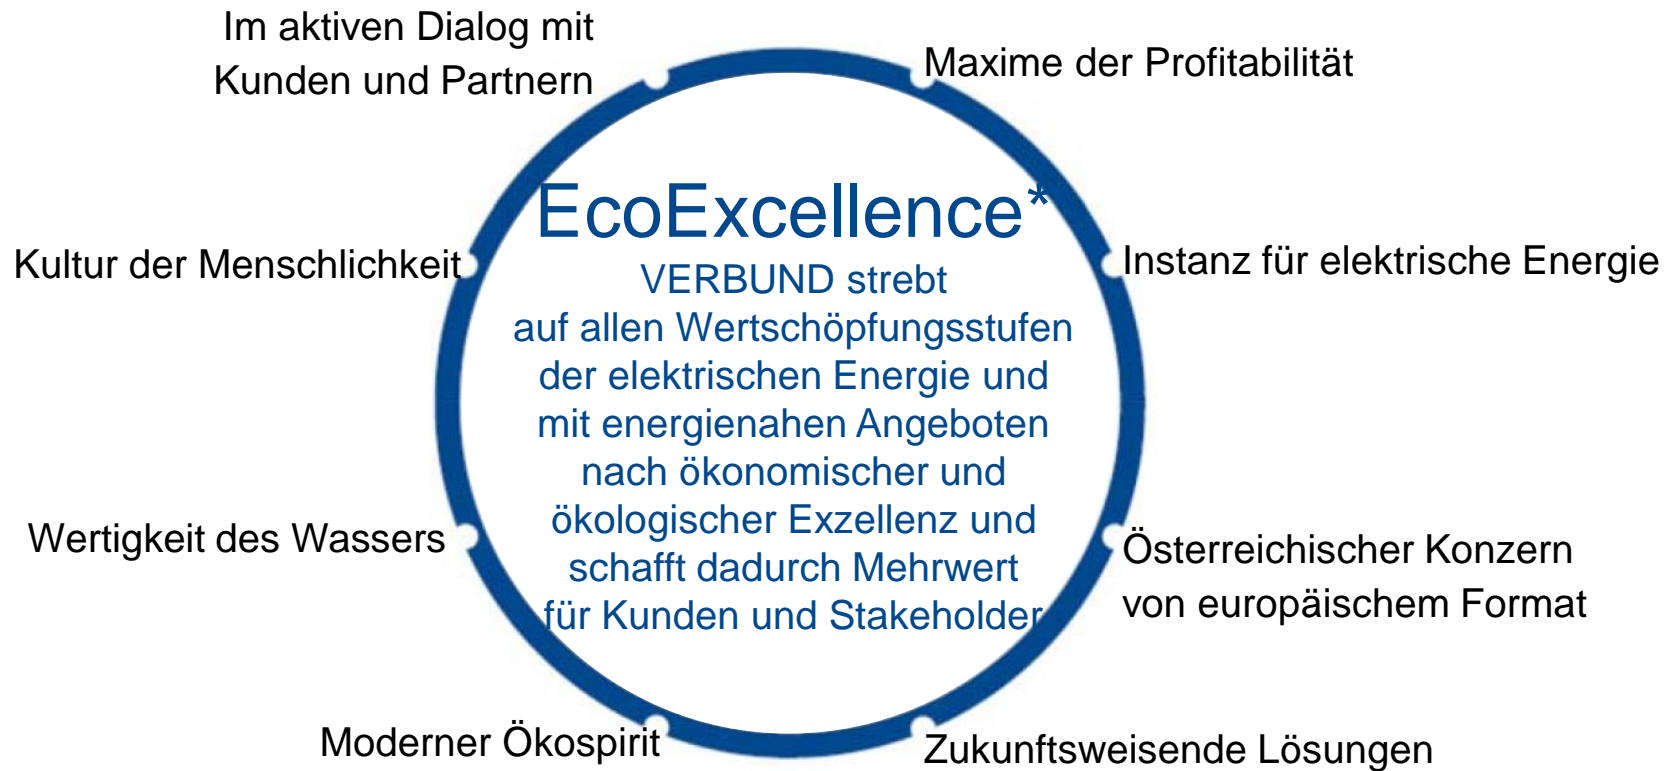 Im aktiven Dialog mit
Kunden und Partnern
Maxime der Profitabilität
EcoExcellence*
VERBUND strebt
auf allen Wertschöpfungsstufen
der elektrischen Energie und
mit energienahen Angeboten
nach ökonomischer und
ökologischer Exzellenz und
schafft dadurch Mehrwert
für Kunden und Stakeholder
Kultur der Menschlichkeit
Instanz für elektrische Energie
Wertigkeit des Wassers
Österreichischer Konzern
von europäischem Format
Moderner Ökospirit
Zukunftsweisende Lösungen